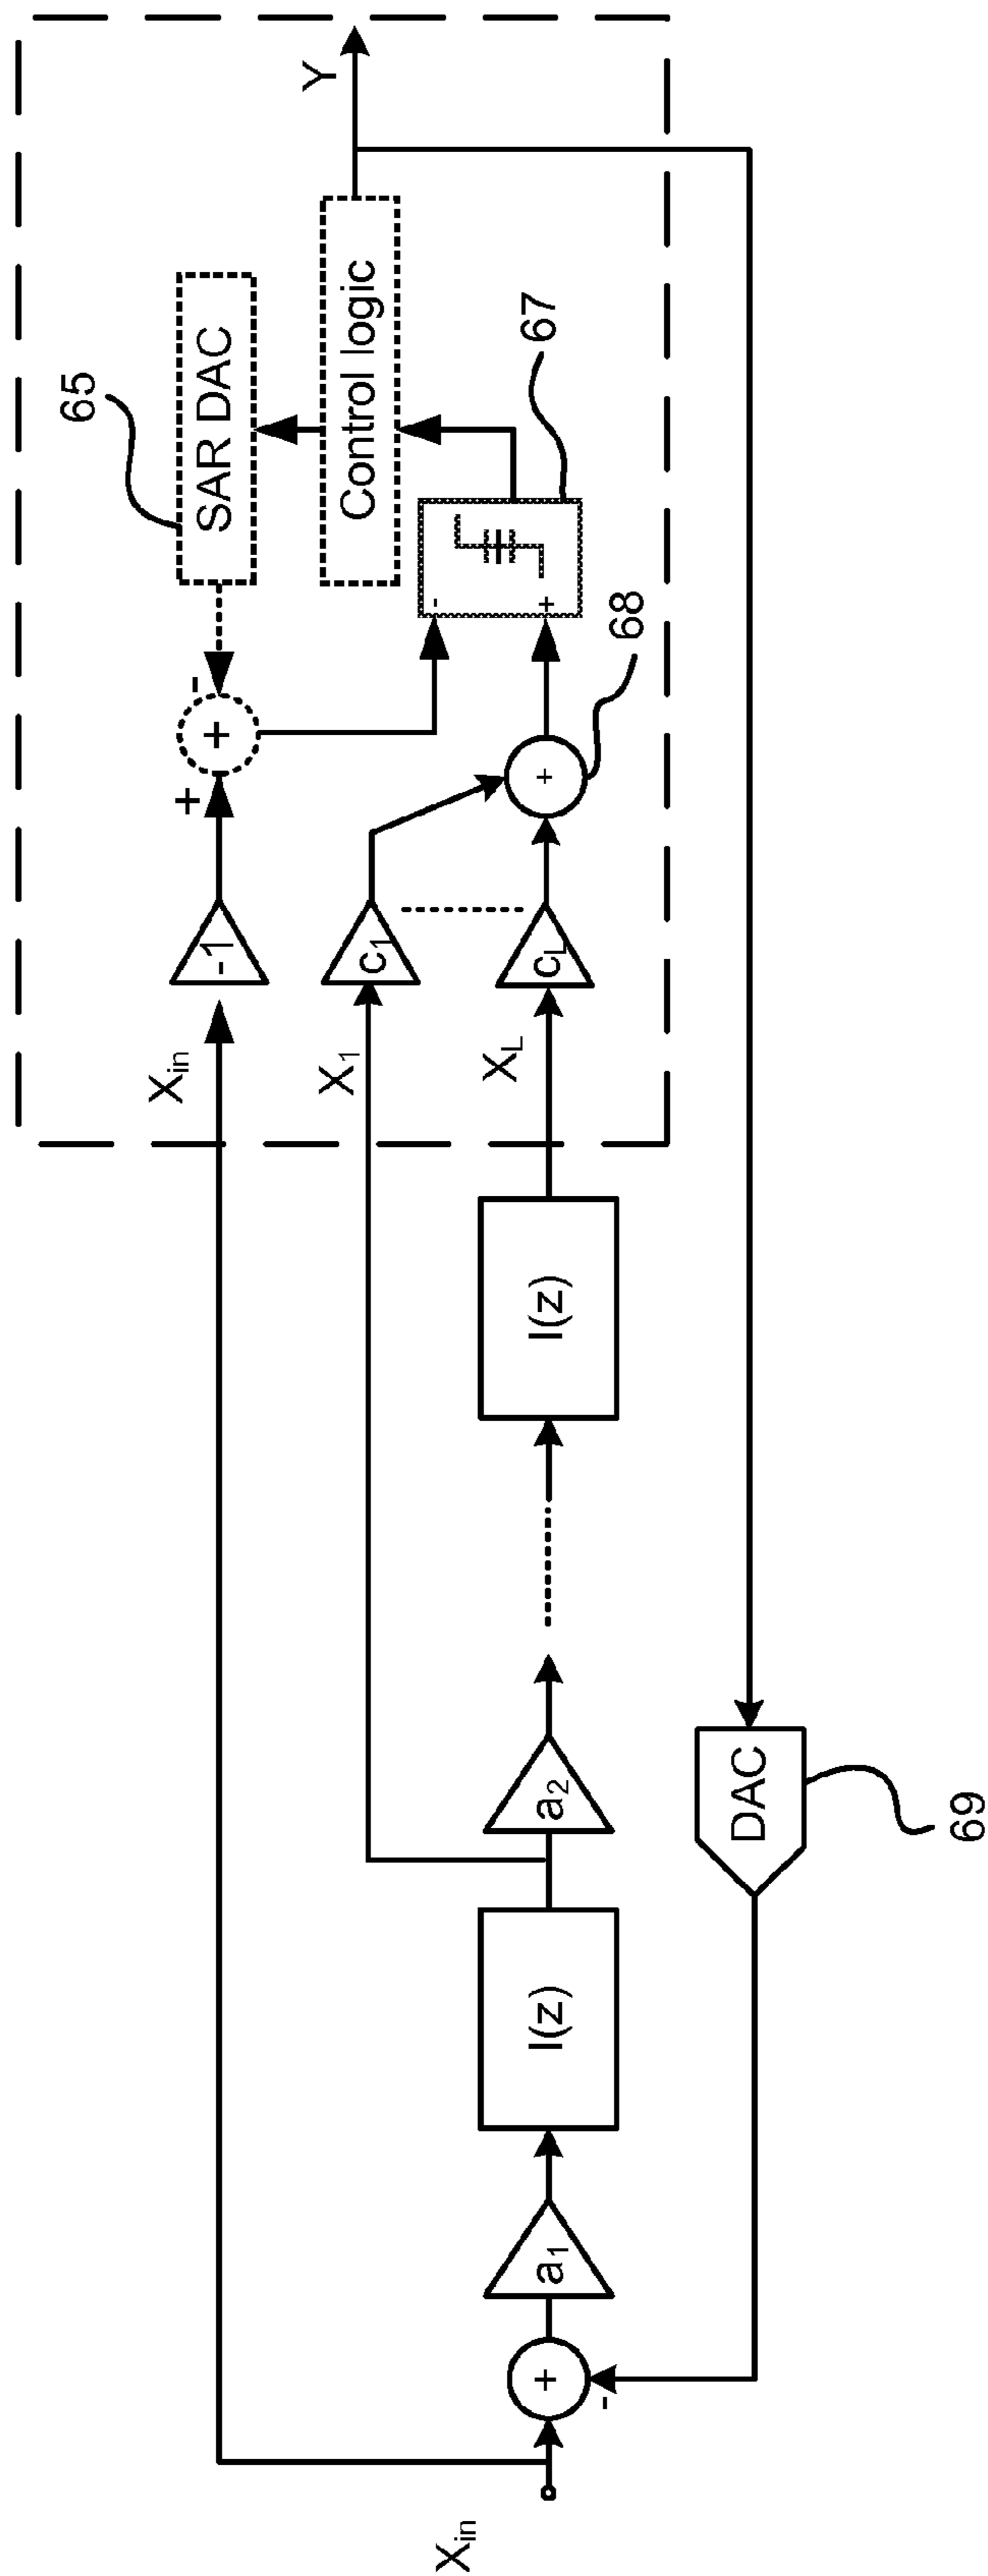 65
SAR DAC
Y
Control logic
67
-
+
-
+
+
68
+
-1
c1
cL
Xin
X1
XL
I(z)
a2
I(z)
a1
DAC
69
+
-
Xin